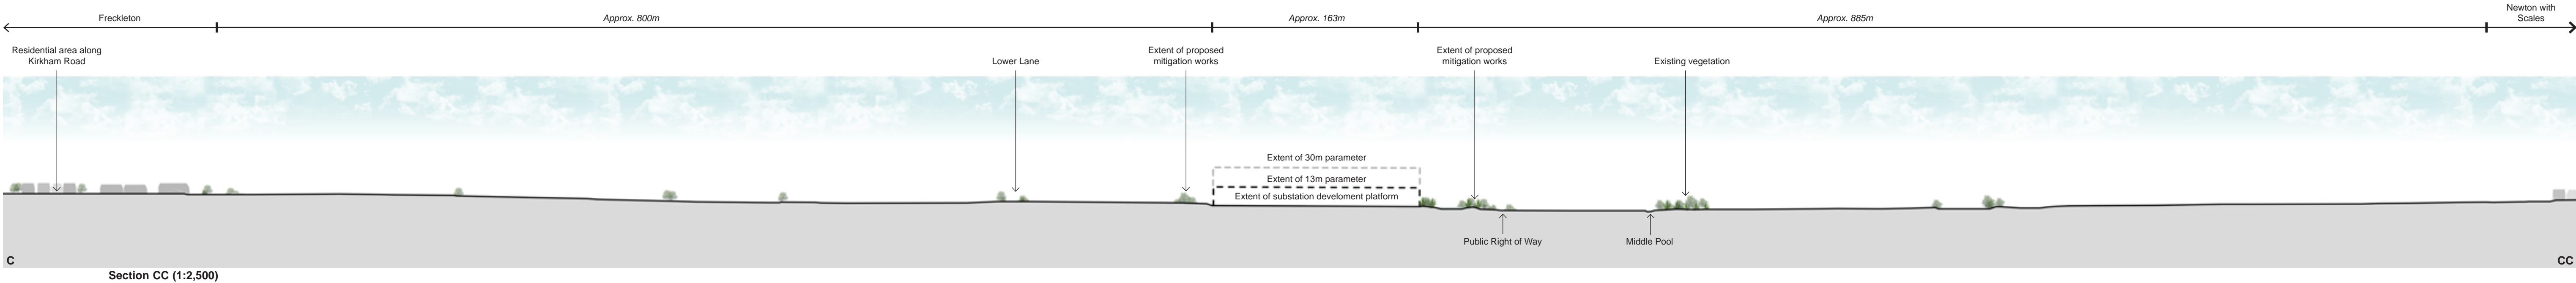 Freckleton
Approx. 800m
Approx. 163m
Approx. 885m
Newton with
Scales
Residential area along
Kirkham Road
Lower Lane
Extent of proposed
mitigation works
Extent of proposed
mitigation works
Existing vegetation
Extent of 30m parameter
Extent of 13m parameter
Extent of substation develoment platform
Public Right of Way
Middle Pool
C
CC
Section CC (1:2,500)